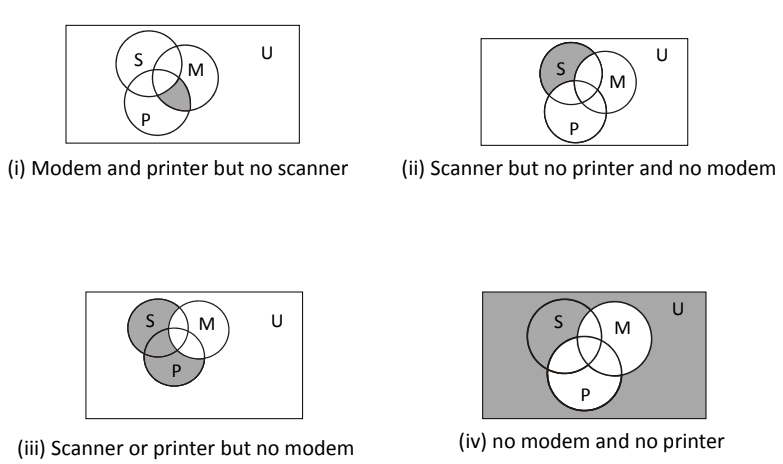 S M U
P
(i) Modem and printer but no scanner
S M U
P
(ii) Scanner but no printer and no modem
S M U
P
(iii) Scanner or printer but no modem
S M U
P
(iv) no modem and no printer